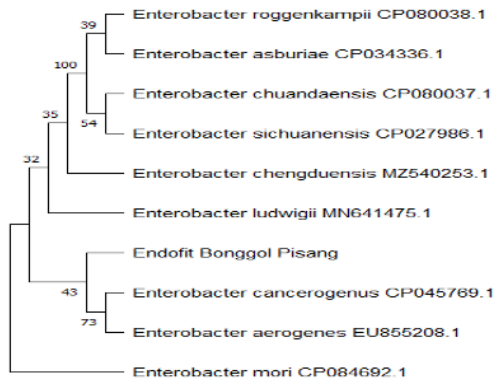 39
Enterobacter roggenkampii CP080038.1
Enterobacter asburiae CP034336.1
100
Enterobacter chuandaensis CP080037.1
54
Enterobacter sichuanensis CP027986.1
35
Enterobacter chengduensis MZ540253.1
32
Enterobacter ludwigii MN641475.1
Endofit Bonggol Pisang
43
Enterobacter cancerogenus CP045769.1
73
Enterobacter aerogenes EU855208.1
Enterobacter mori CP084692.1